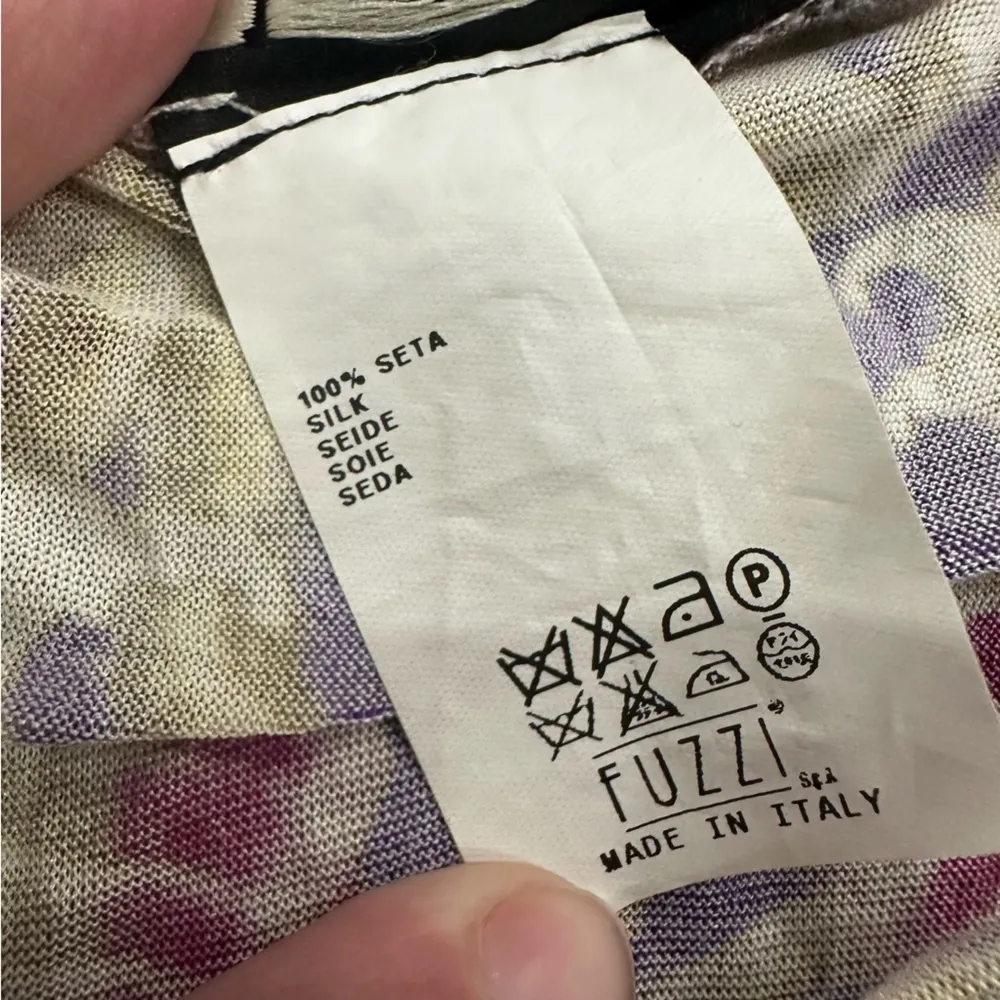 100% SETA
SILK
SEIDE
SOIE
SEDA
P
FUZZI
SpA
MADE IN ITALY